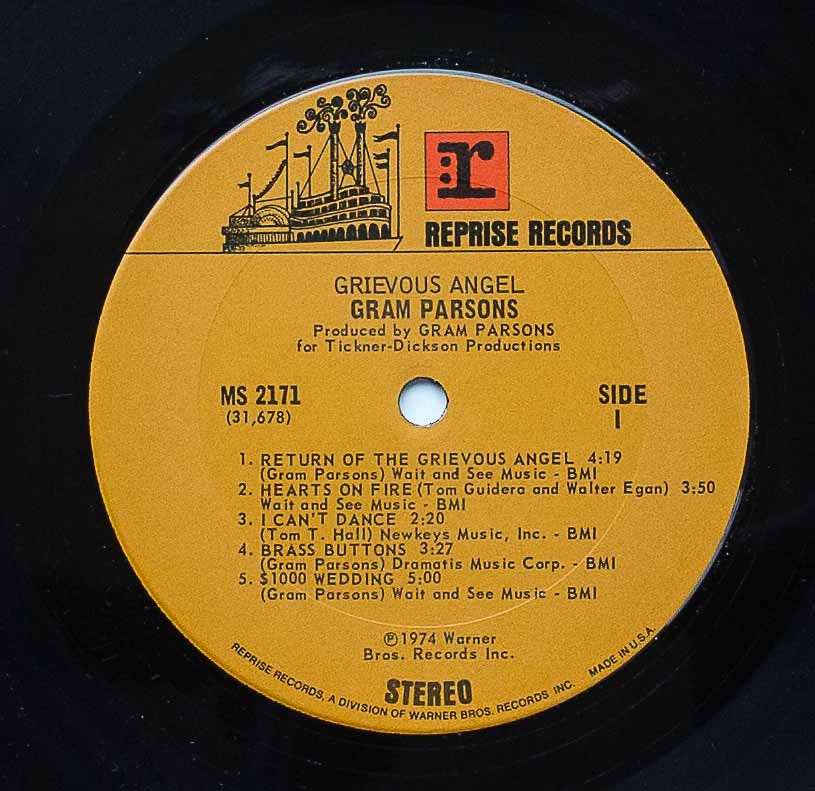 r
REPRISE RECORDS
GRIEVOUS ANGEL
GRAM PARSONS
Produced by GRAM PARSONS
for Tickner-Dickson Productions
MS 2171
(31,678)
SIDE
1
1. RETURN OF THE GRIEVOUS ANGEL 4:19
(Gram Parsons) Wait and See Music - BMI
2. HEARTS ON FIRE (Tom Guidera and Walter Egan) 3:50
Wait and See Music - BMI
3. I CAN'T DANCE 2:20
(Tom T. Hall) Newkeys Music, Inc. - BMI
4. BRASS BUTTONS 3:27
(Gram Parsons) Dramatis Music Corp. - BMI
5. $1000 WEDDING 5:00
(Gram Parsons) Wait and See Music - BMI
℗1974 Warner
Bros. Records Inc.
STEREO
REPRISE RECORDS, A DIVISION OF WARNER BROS. RECORDS INC. MADE IN U.S.A.